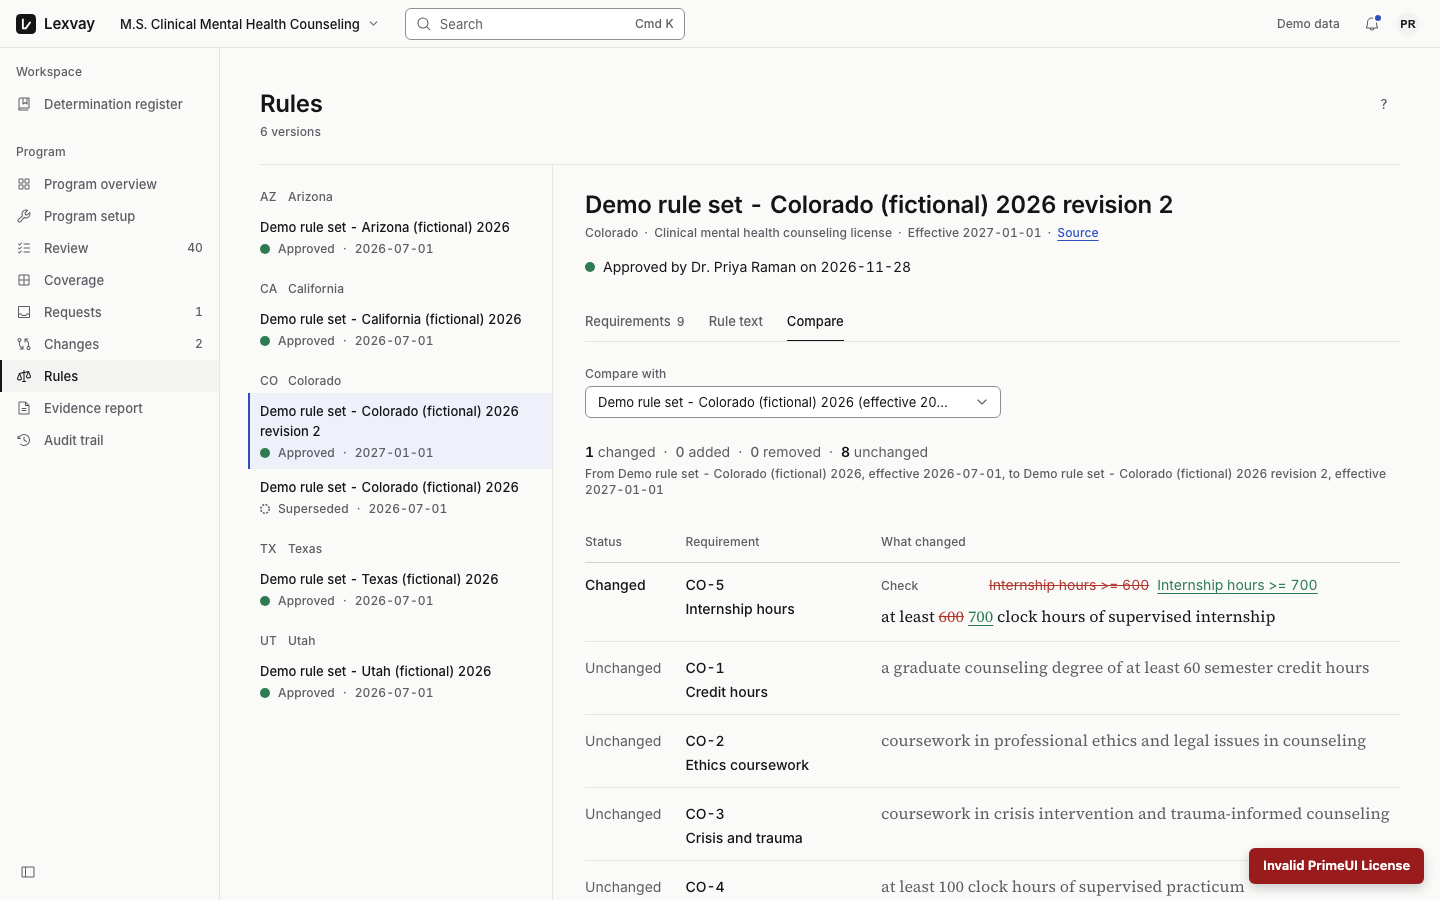 Lexvay
M.S. Clinical Mental Health Counseling
Search
Cmd K
Demo data
PR
Workspace
Determination register
Program
Program overview
Program setup
Review 40
Coverage
Requests 1
Changes 2
Rules
Evidence report
Audit trail
Rules
?
6 versions
AZ Arizona
Demo rule set - Arizona (fictional) 2026
Approved · 2026-07-01
CA California
Demo rule set - California (fictional) 2026
Approved · 2026-07-01
CO Colorado
Demo rule set - Colorado (fictional) 2026
revision 2
Approved · 2027-01-01
Demo rule set - Colorado (fictional) 2026
Superseded · 2026-07-01
TX Texas
Demo rule set - Texas (fictional) 2026
Approved · 2026-07-01
UT Utah
Demo rule set - Utah (fictional) 2026
Approved · 2026-07-01
Demo rule set - Colorado (fictional) 2026 revision 2
Colorado · Clinical mental health counseling license · Effective 2027-01-01 · Source
Approved by Dr. Priya Raman on 2026-11-28
Requirements 9 Rule text Compare
Compare with
Demo rule set - Colorado (fictional) 2026 (effective 20...
1 changed · 0 added · 0 removed · 8 unchanged
From Demo rule set - Colorado (fictional) 2026, effective 2026-07-01, to Demo rule set - Colorado (fictional) 2026 revision 2, effective
2027-01-01
Status Requirement What changed
Changed CO-5 Check Internship hours >= 600 Internship hours >= 700
Internship hours at least 600 700 clock hours of supervised internship
Unchanged CO-1 a graduate counseling degree of at least 60 semester credit hours
Credit hours
Unchanged CO-2 coursework in professional ethics and legal issues in counseling
Ethics coursework
Unchanged CO-3 coursework in crisis intervention and trauma-informed counseling
Crisis and trauma
Unchanged CO-4 at least 100 clock hours of supervised practicum
Invalid PrimeUI License